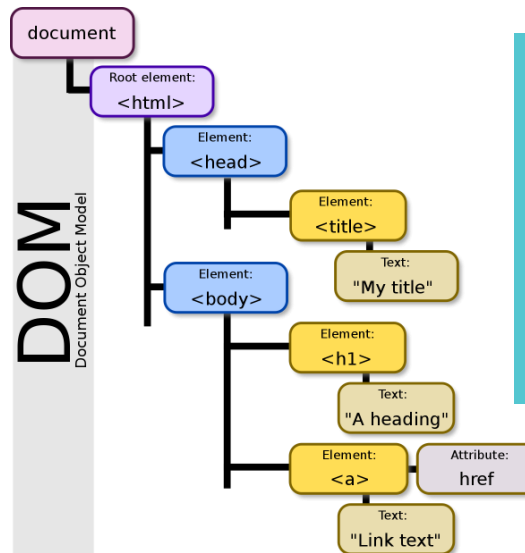 document
Root element:
<html>
Element:
<head>
Element:
<title>
Text:
"My title"
Element:
<body>
Element:
<h1>
Text:
"A heading"
Element:
<a>
Attribute:
href
Text:
"Link text"
DOM
Document Object Model